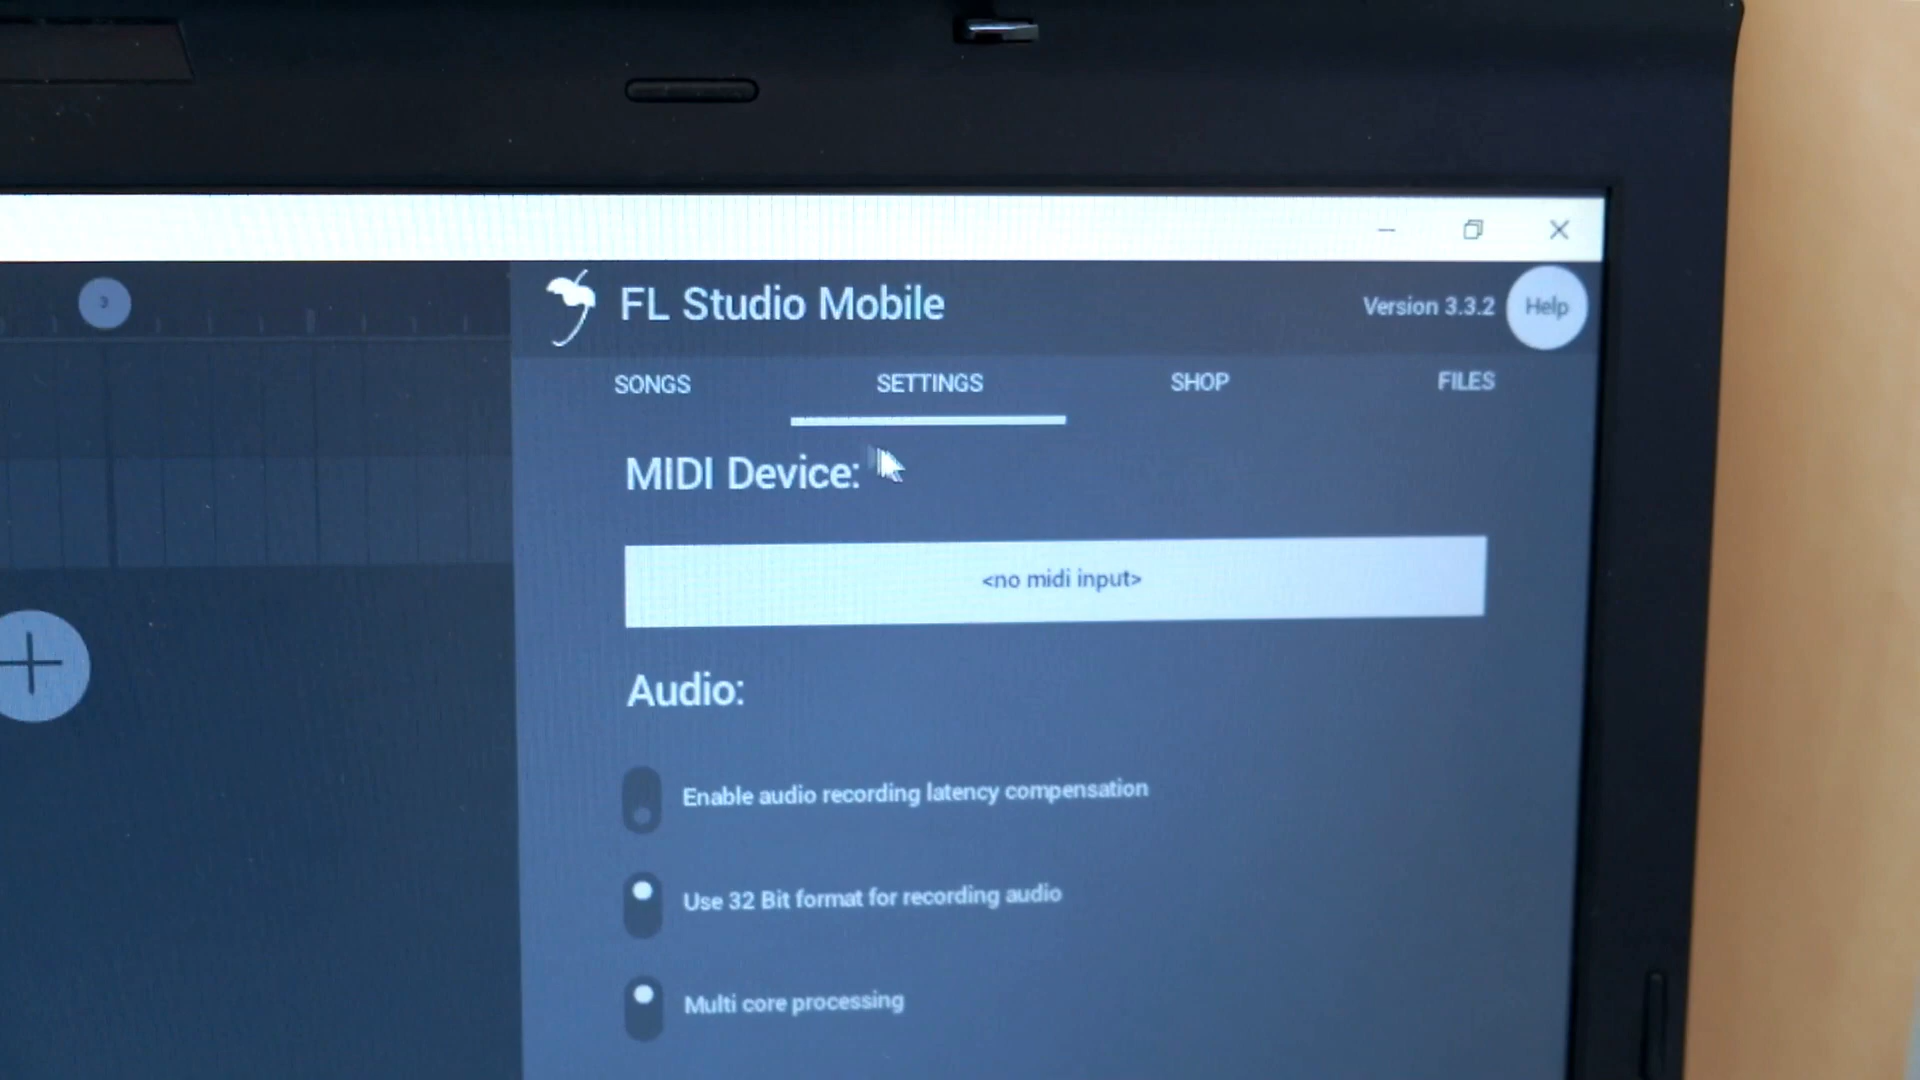 3
FL Studio Mobile
Version 3.3.2
Help
SONGS
SETTINGS
SHOP
FILES
MIDI Device:
<no midi input>
Audio:
Enable audio recording latency compensation
Use 32 Bit format for recording audio
Multi core processing